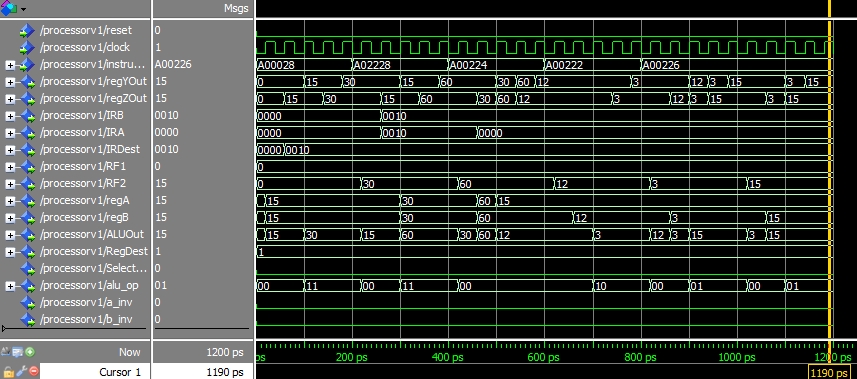 Msgs
/processorv1/reset 0
/processorv1/clock 1
/processorv1/instru... A00226 A00028 A02228 A00224 A00222 A00226
/processorv1/regYOut 15 0 15 30 15 60 30 60 12 3 12 3 15 3 15
/processorv1/regZOut 15 0 15 30 15 60 30 60 12 3 12 3 15 3 15
/processorv1/IRB 0010 0000 0010
/processorv1/IRA 0000 0000 0010 0000
/processorv1/IRDest 0010 0000 0010
/processorv1/RF1 0 0
/processorv1/RF2 15 0 30 60 12 3 15
/processorv1/regA 15 15 30 60 15
/processorv1/regB 15 15 30 60 12 3 15
/processorv1/ALUOut 15 15 30 15 60 30 60 12 3 12 3 15 3 15
/processorv1/RegDest 1 1
/processorv1/Select... 0
/processorv1/alu_op 01 00 11 00 11 00 10 00 01 00 01
/processorv1/a_inv 0
/processorv1/b_inv 0
Now 1200 ps ps 200 ps 400 ps 600 ps 800 ps 1000 ps 1200 ps
Cursor 1 1190 ps 1190 ps